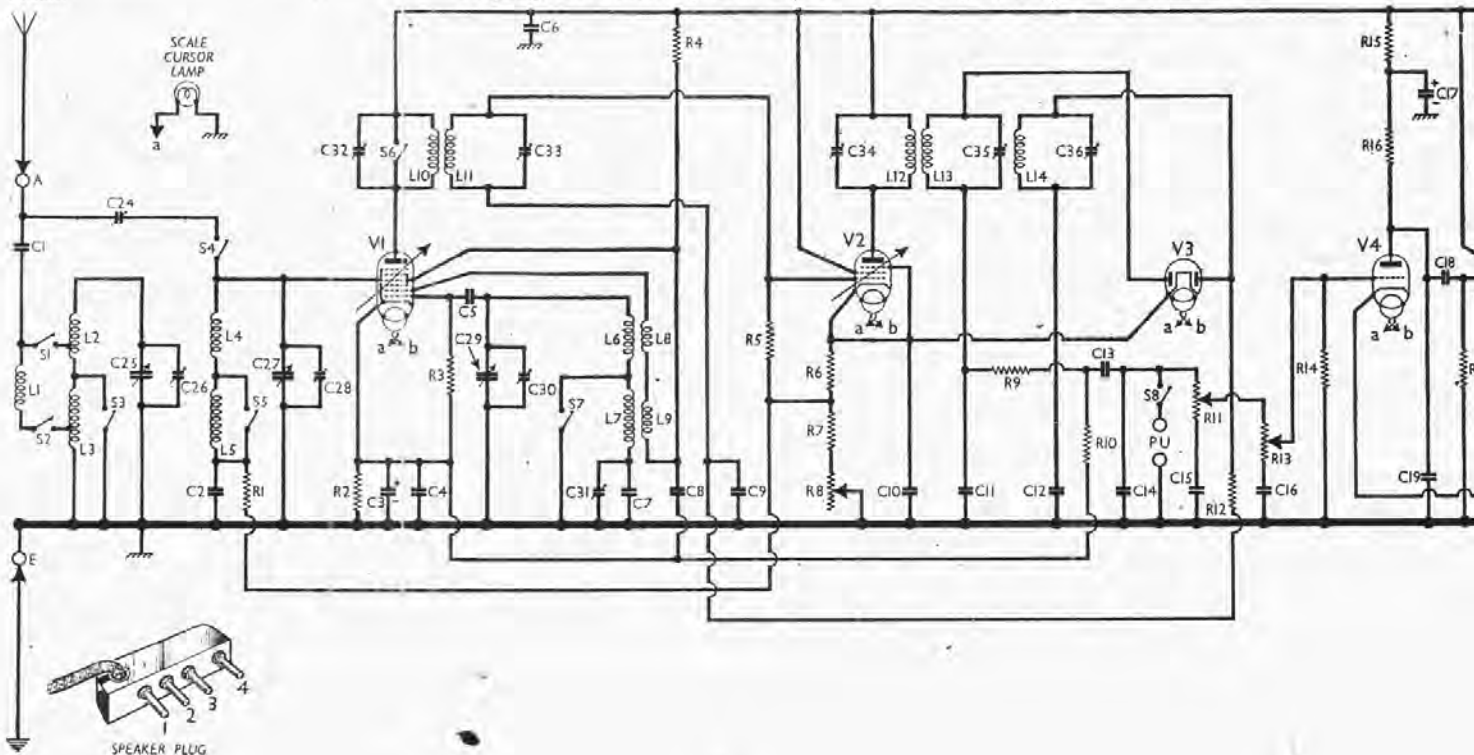 SCALE
CURSOR
LAMP
a
A
C24
C1
S4
S1
L2
L1
S2
L3
S3
C25
C26
L4
C27
C28
S5
L5
C2
R1
E
C6
R4
C32
S6
L10
L11
C33
V1
a b
C5
R3
C29
C30
S7
L6
L8
L7
L9
R2
C3
+
-
C4
C31
C7
C8
C9
R5
C34
L12
L13
C35
L14
C36
V2
a b
V3
a b
R6
R7
R8
C10
R9
C13
C11
C12
R10
C14
S8
PU
R11
C15
R12
R13
C16
R14
R15
C17
+
-
R16
V4
a b
C18
C19
R
1
2
3
4
SPEAKER PLUG